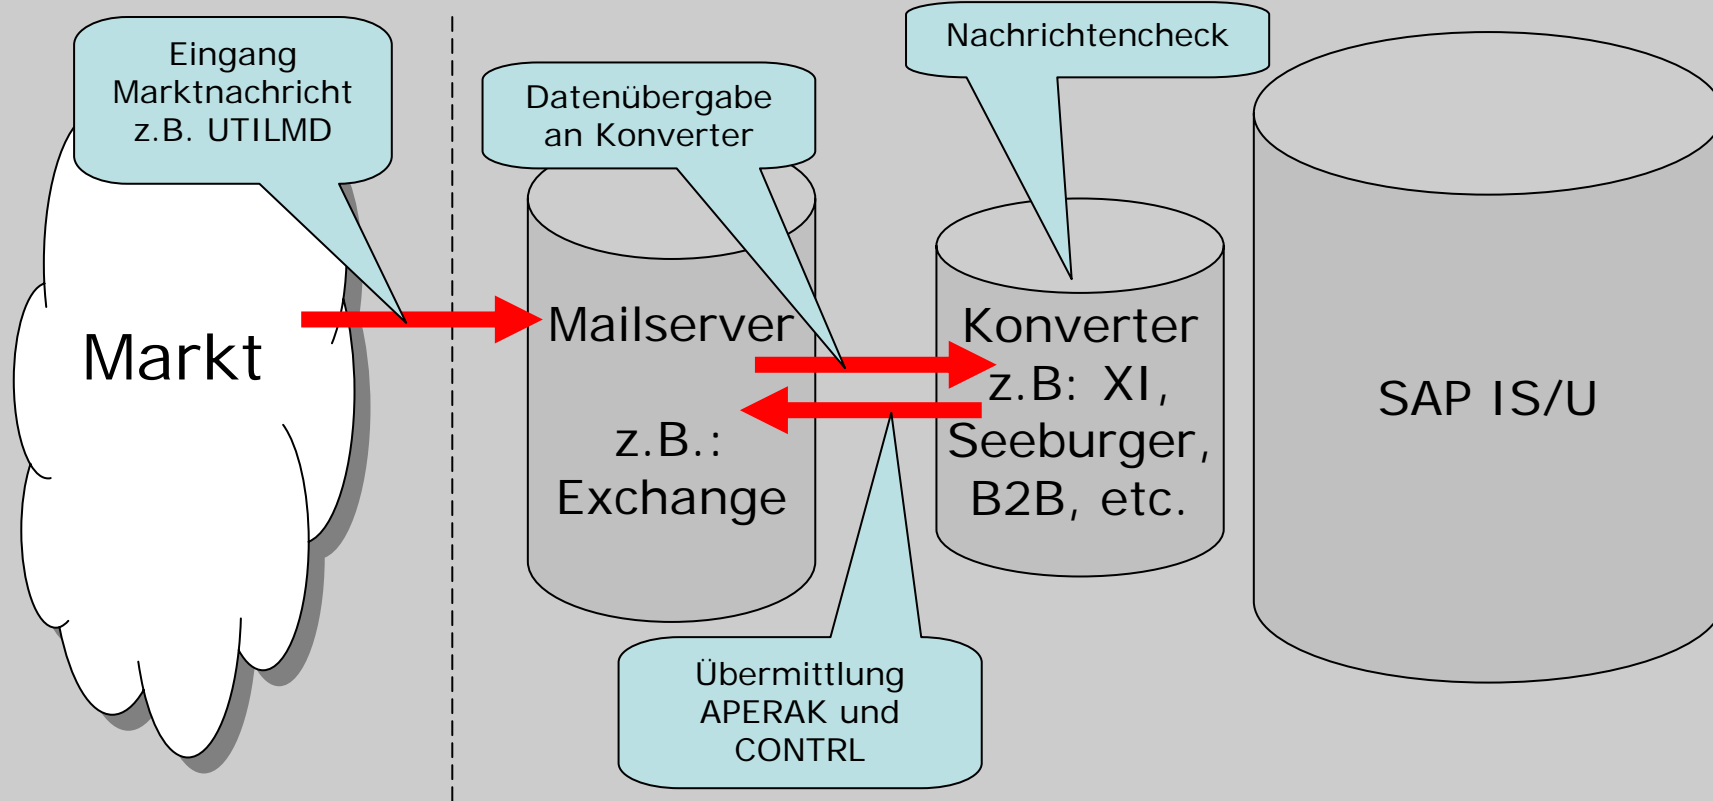 Eingang
Marktnachricht
z.B. UTILMD
Datenübergabe
an Konverter
Nachrichtencheck
Markt
Mailserver
z.B.:
Exchange
Konverter
z.B: XI,
Seeburger,
B2B, etc.
SAP IS/U
Übermittlung
APERAK und
CONTRL